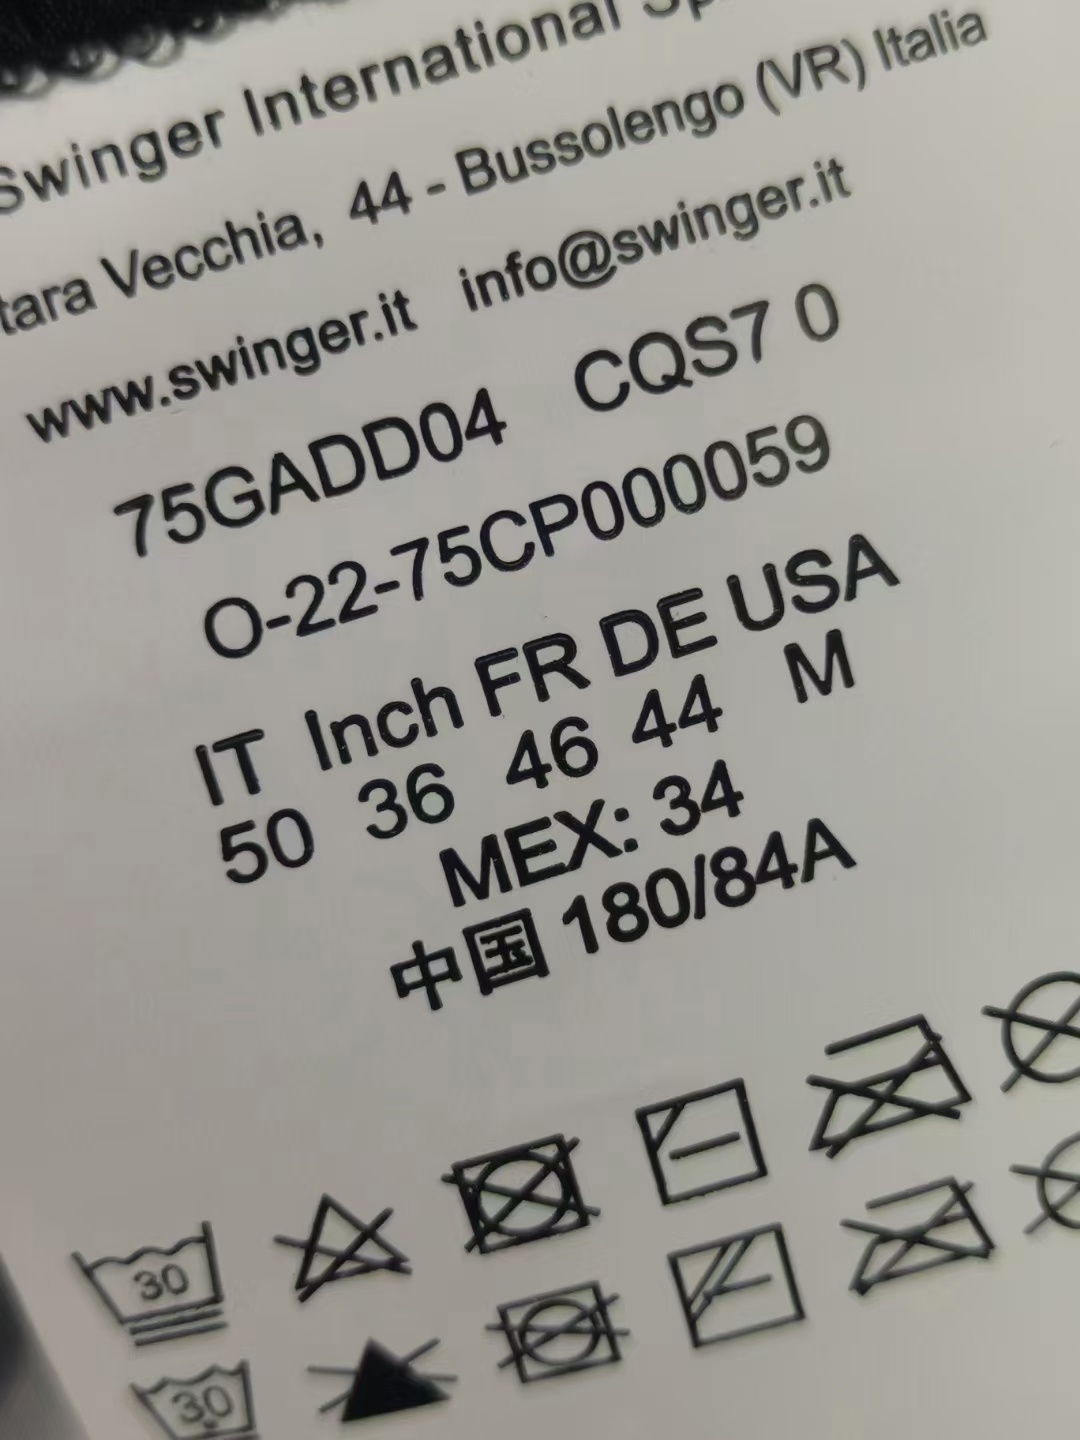 Swinger International
Vecchia, 44 - Bussolengo (VR) Italia
www.swinger.it info@swinger.it
75GADD04 CQS7 0
O-22-75CP000059
IT Inch FR DE USA
50 36 46 44 M
MEX: 34
中国 180/84A
30
30